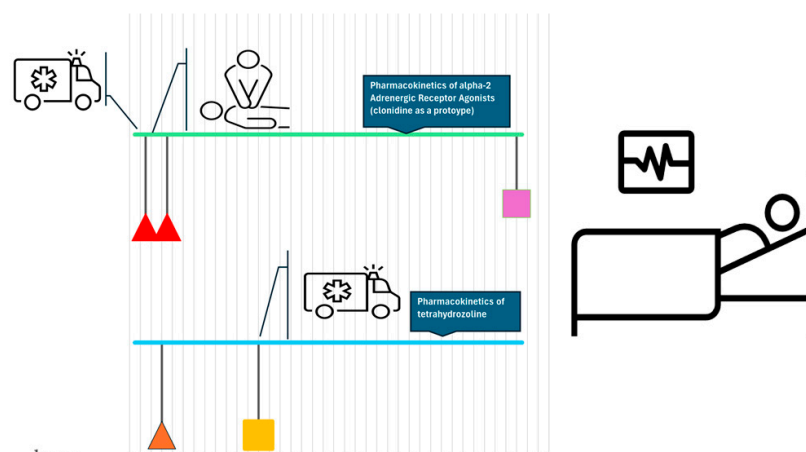 Pharmacokinetics of alpha-2
Adrenergic Receptor Agonists
(clonidine as a protoype)
Pharmacokinetics of
tetrahydrozoline